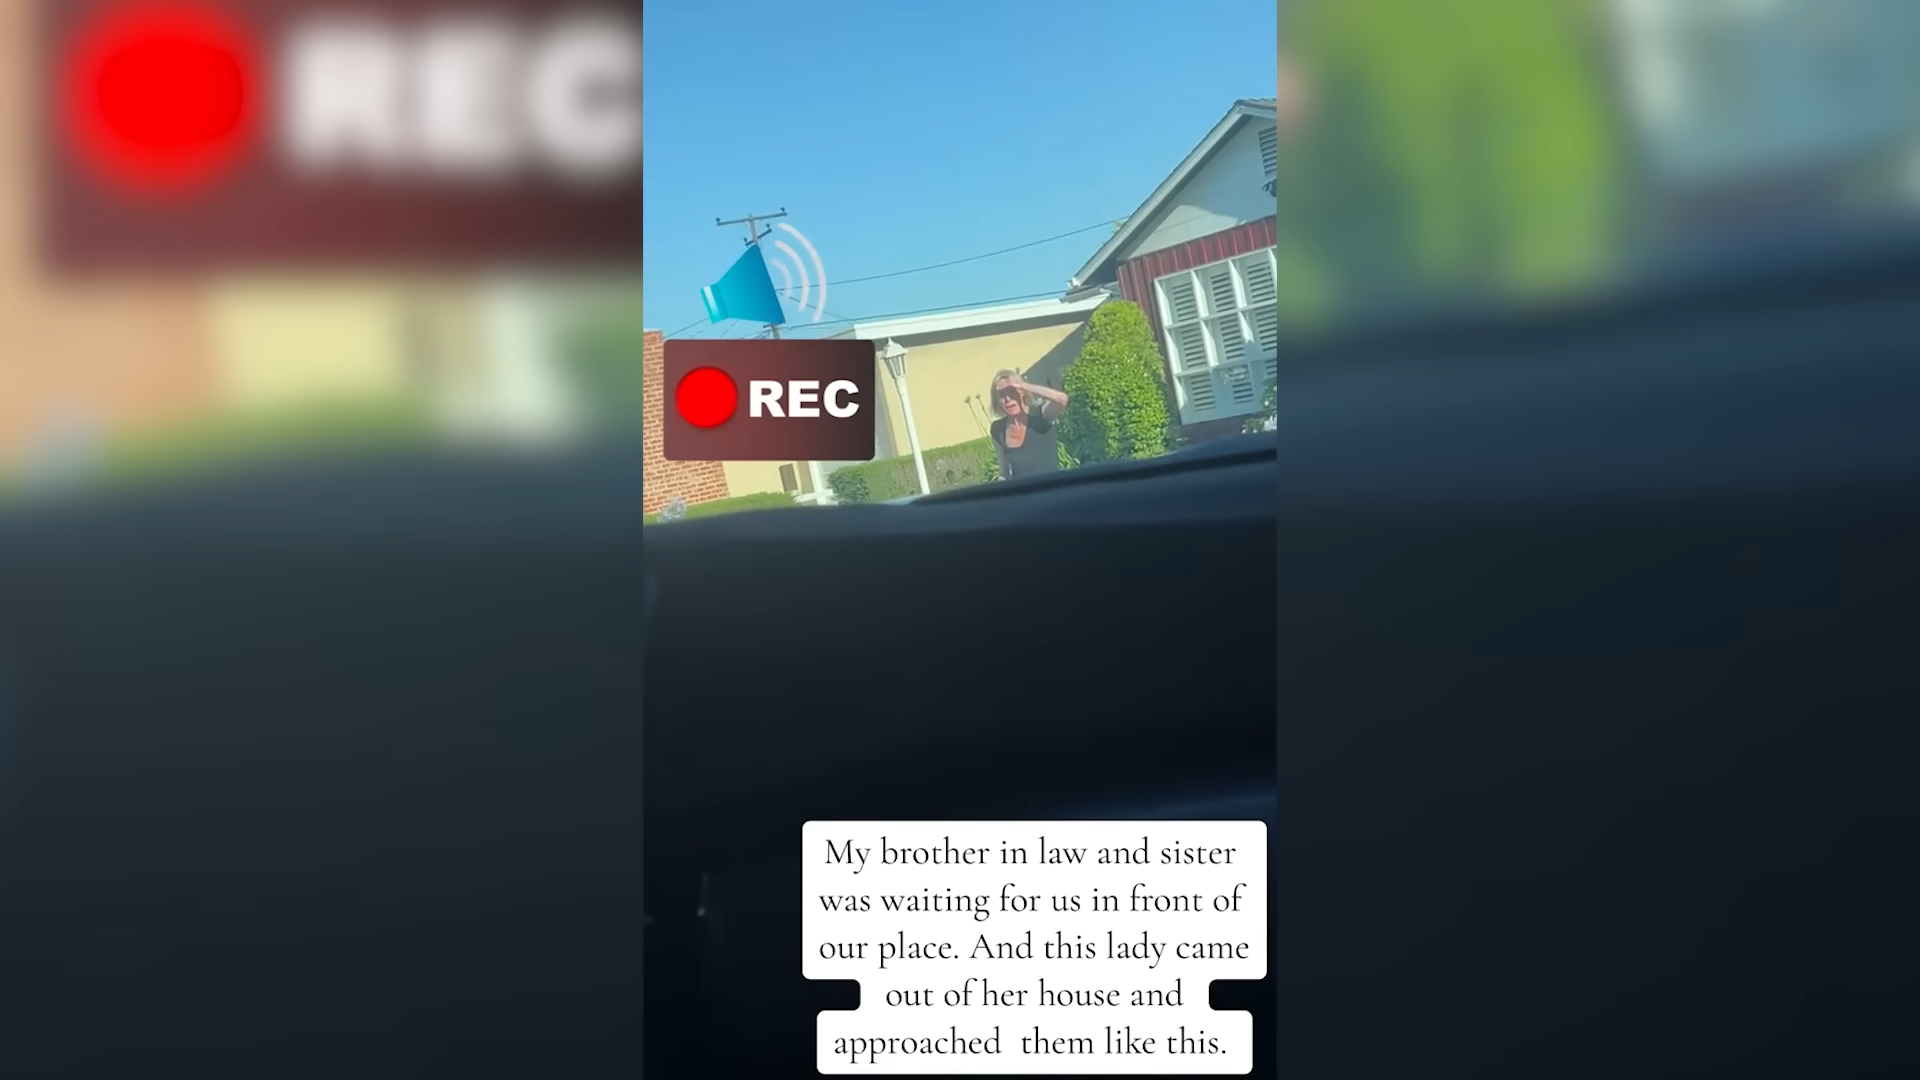 REC
REC
My brother in law and sister
was waiting for us in front of
our place. And this lady came
out of her house and
approached them like this.